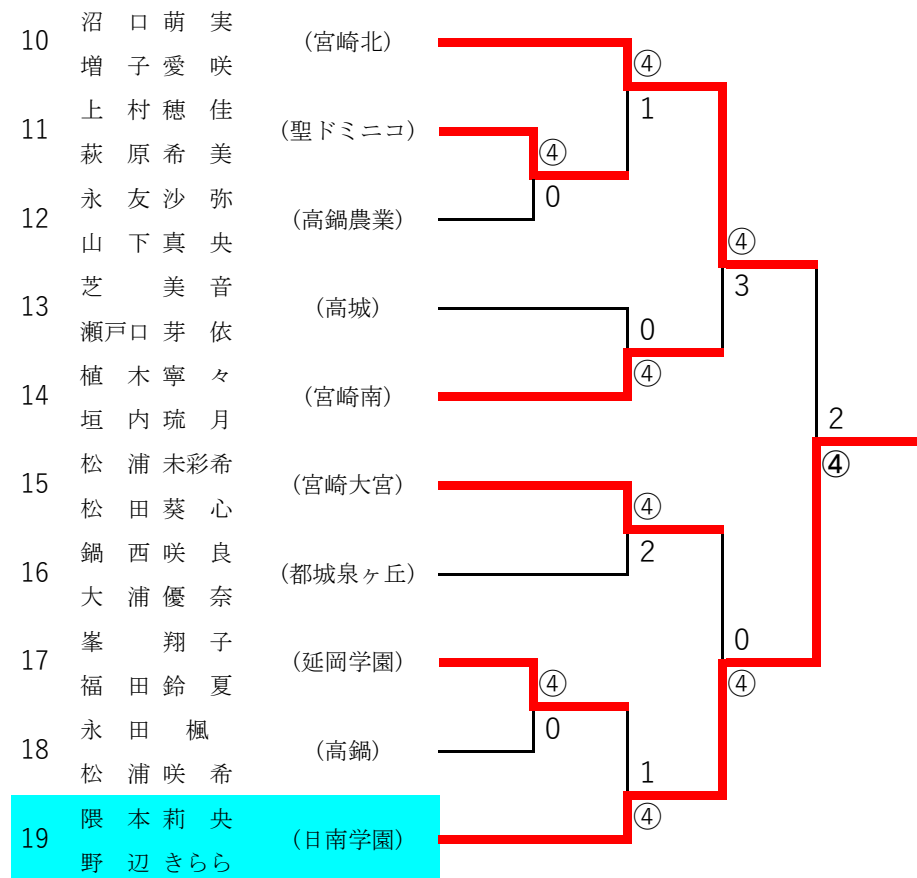 沼 口 萌 実
10 (宮崎北)
増 子 愛 咲
④
上 村 穂 佳
1
11 (聖ドミニコ)
萩 原 希 美
④
永 友 沙 弥
0
12 (高鍋農業)
山 下 真 央
④
芝 美 音
3
13 (高城)
瀬戸口 芽 依
0
植 木 寧 々
④
14 (宮崎南)
垣 内 琉 月
2
松 浦 未彩希
④
15 (宮崎大宮)
松 田 葵 心
④
鍋 西 咲 良
2
16 (都城泉ヶ丘)
大 浦 優 奈
峯 翔 子
0
17 (延岡学園)
福 田 鈴 夏
④
④
永 田 楓
0
18 (高鍋)
松 浦 咲 希
1
隈 本 莉 央
④
19 (日南学園)
野 辺 きらら